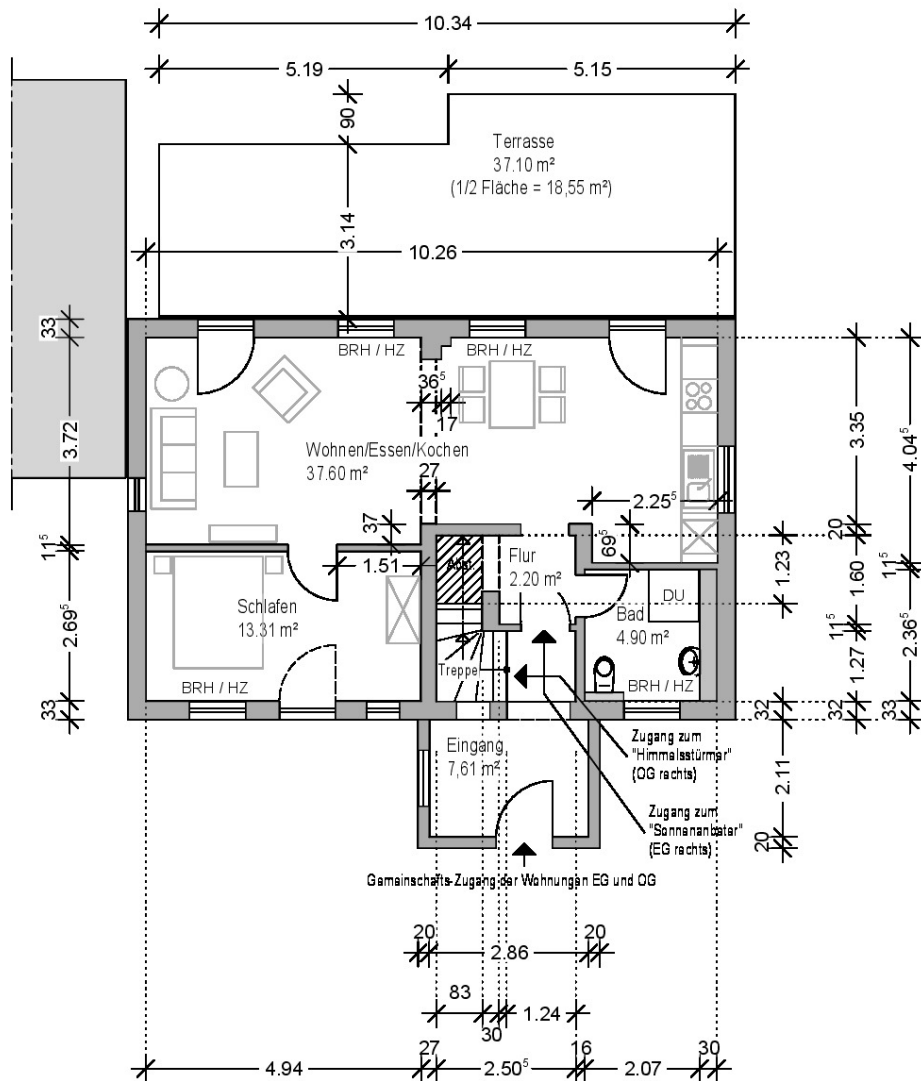 10.34
5.19
5.15
90
Terrasse
37.10 m²
(1/2 Fläche = 18,55 m²)
3.14
10.26
33
BRH / HZ
BRH / HZ
36⁵
17
3.72
3.35
4.04⁵
Wohnen/Essen/Kochen
37.60 m²
27
2.25⁵
37
69⁵
20
11⁵
1.51
Abst.
Flur
2.20 m²
1.23
1.60
11⁵
Schlafen
13.31 m²
DU
Bad
4.90 m²
2.69⁵
11⁵
2.36⁵
Treppe
1.27
BRH / HZ
BRH / HZ
33
32
32
33
Eingang
7,61 m²
Zugang zum
"Himmelsstürmer"
(OG rechts)
2.11
Zugang zum
"Sonnenanbeter"
(EG rechts)
20
Gemeinschafts-Zugang der Wohnungen EG und OG
20
2.86
20
83
30
1.24
4.94
27
2.50⁵
16
2.07
30